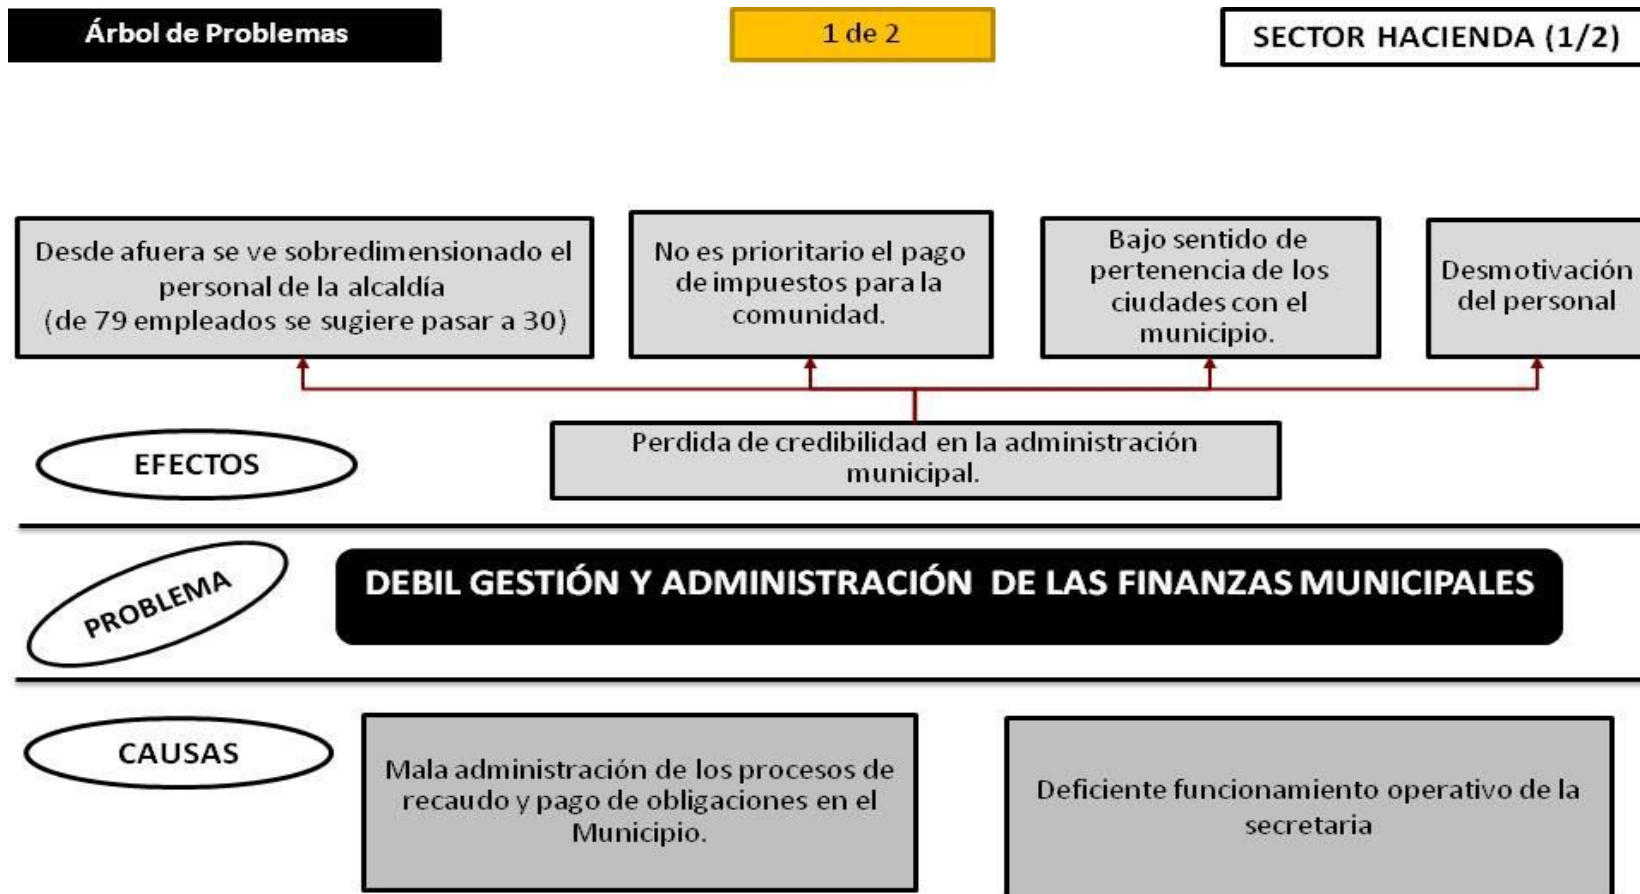 Árbol de Problemas
1 de 2
SECTOR HACIENDA (1/2)
Desde afuera se ve sobredimensionado el
personal de la alcaldía
(de 79 empleados se sugiere pasar a 30)
No es prioritario el pago
de impuestos para la
comunidad.
Bajo sentido de
pertenencia de los
ciudades con el
municipio.
Desmotivación
del personal
EFECTOS
Perdida de credibilidad en la administración
municipal.
PROBLEMA
DEBIL GESTIÓN Y ADMINISTRACIÓN DE LAS FINANZAS MUNICIPALES
CAUSAS
Mala administración de los procesos de
recaudo y pago de obligaciones en el
Municipio.
Deficiente funcionamiento operativo de la
secretaria